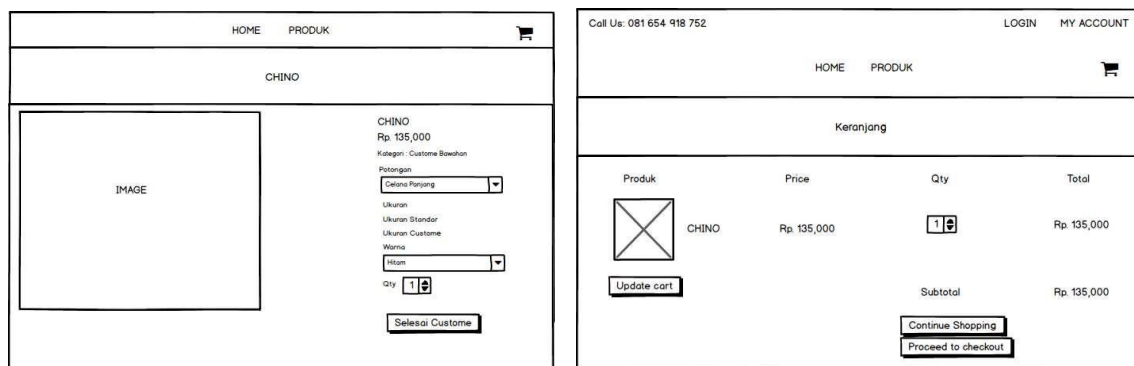 HOME PRODUK
CHINO
IMAGE
CHINO
Rp. 135,000
Kategori : Custome Bawahan
Potongan
Celana Panjang
Ukuran
Ukuran Standar
Ukuran Custome
Warna
Hitam
Qty 1
Selesai Custome
Call Us: 081 654 918 752 LOGIN MY ACCOUNT
HOME PRODUK
Keranjang
Produk Price Qty Total
CHINO Rp. 135,000 1 Rp. 135,000
Update cart
Subtotal Rp. 135,000
Continue Shopping
Proceed to checkout